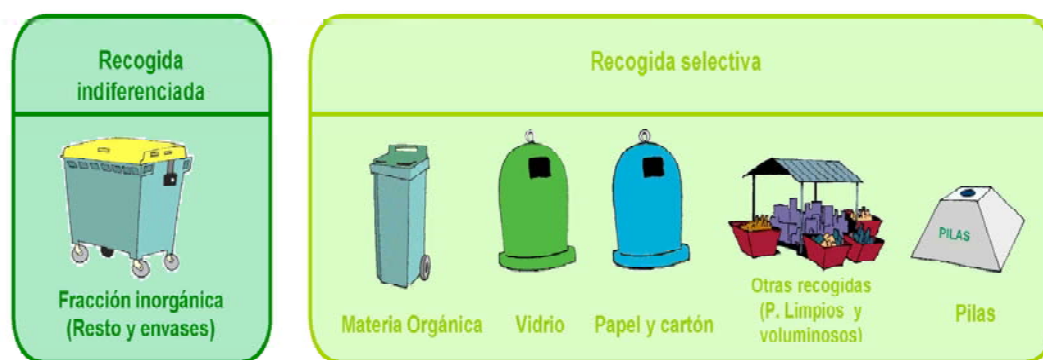 Recogida
indiferenciada
Fracción inorgánica
(Resto y envases)
Recogida selectiva
PILAS
Materia Orgánica
Vidrio
Papel y cartón
Otras recogidas
(P. Limpios y
voluminosos)
Pilas